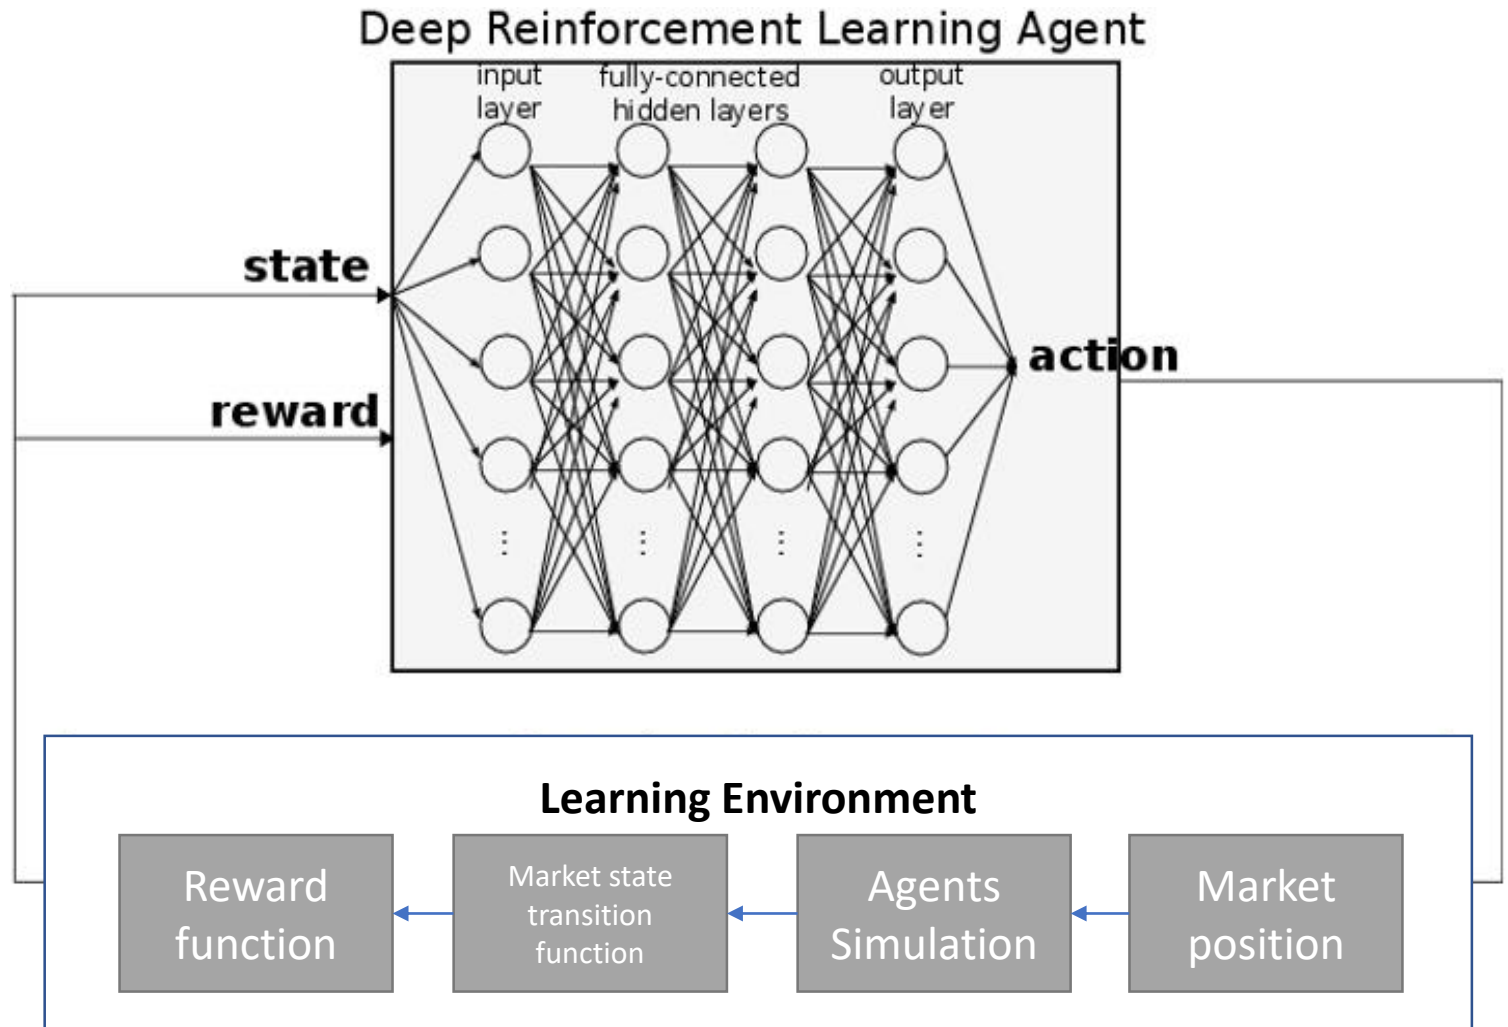 Deep Reinforcement Learning Agent
input
layer
fully-connected
hidden layers
output
layer
state
reward
action
Learning Environment
Reward
function
Market state
transition
function
Agents
Simulation
Market
position